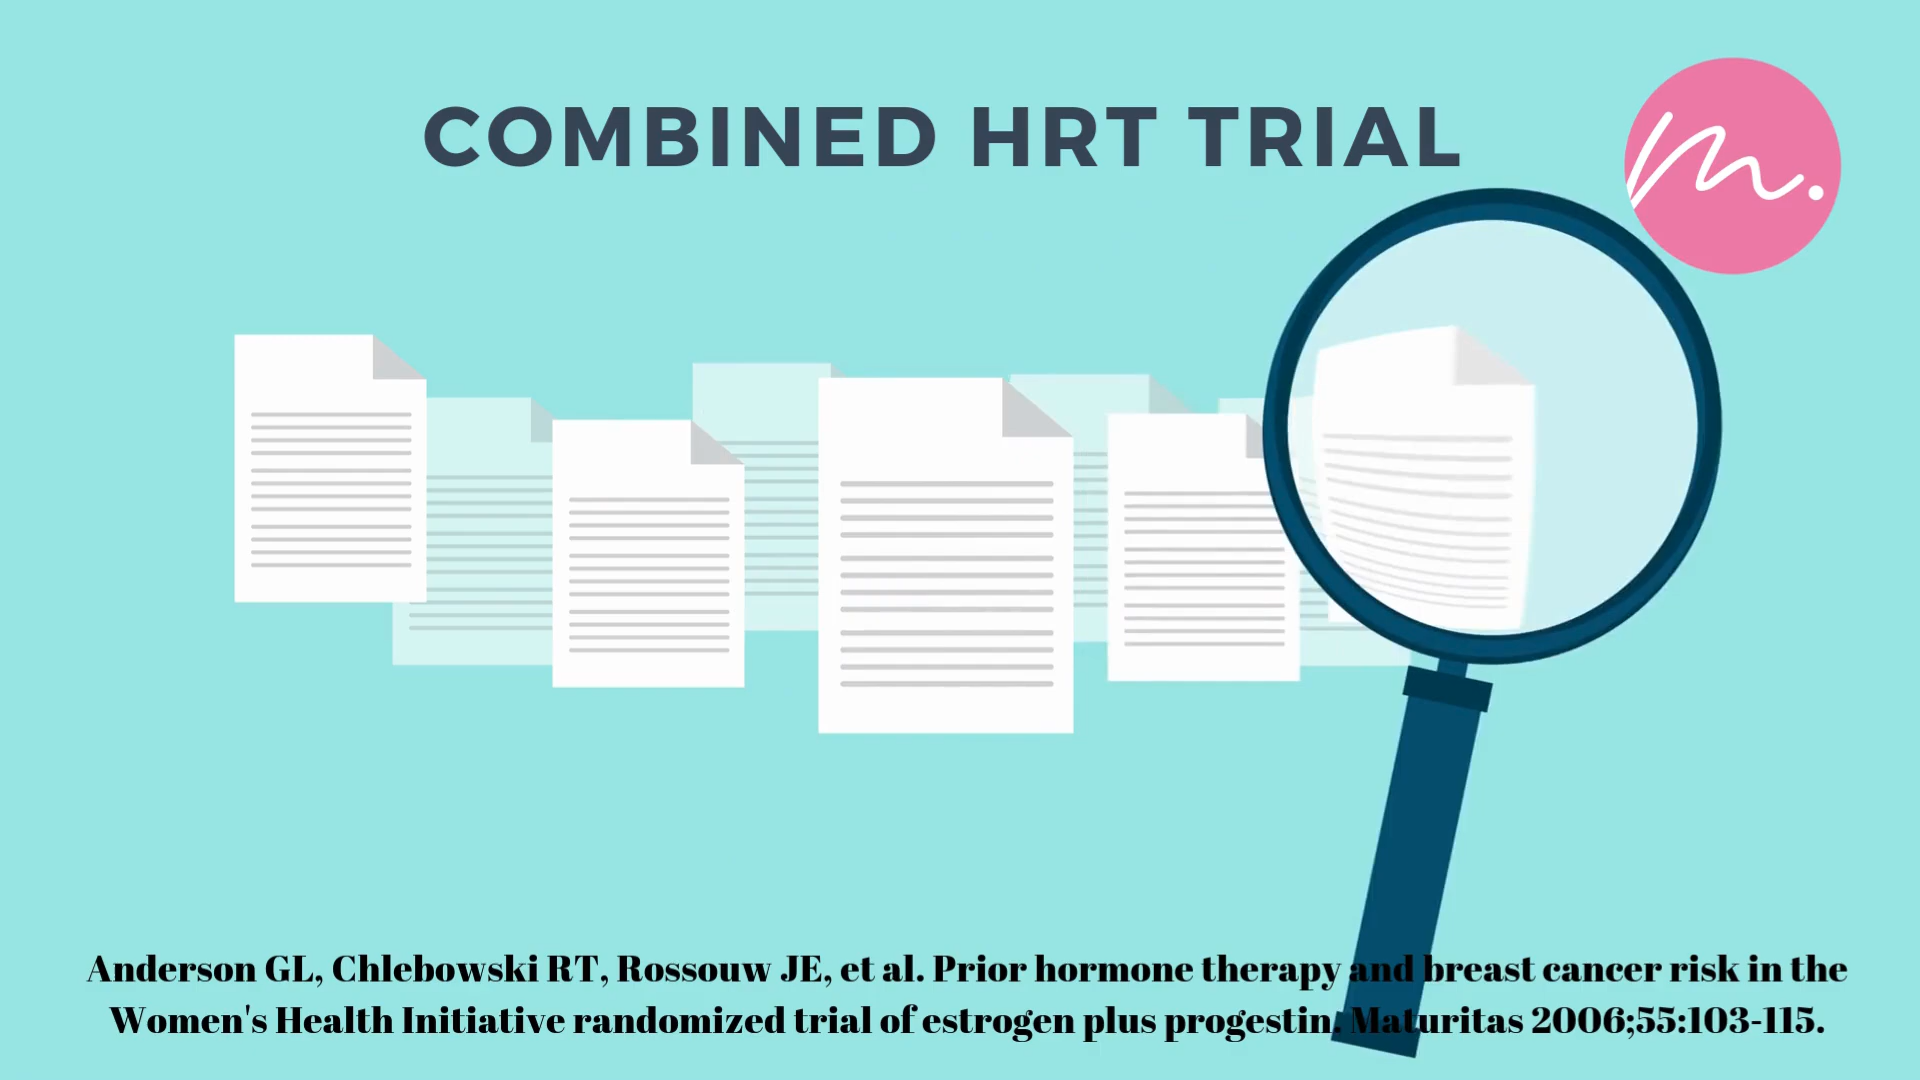 COMBINED HRT TRIAL
m.
Anderson GL, Chlebowski RT, Rossouw JE, et al. Prior hormone therapy and breast cancer risk in the
Women's Health Initiative randomized trial of estrogen plus progestin. Maturitas 2006;55:103-115.